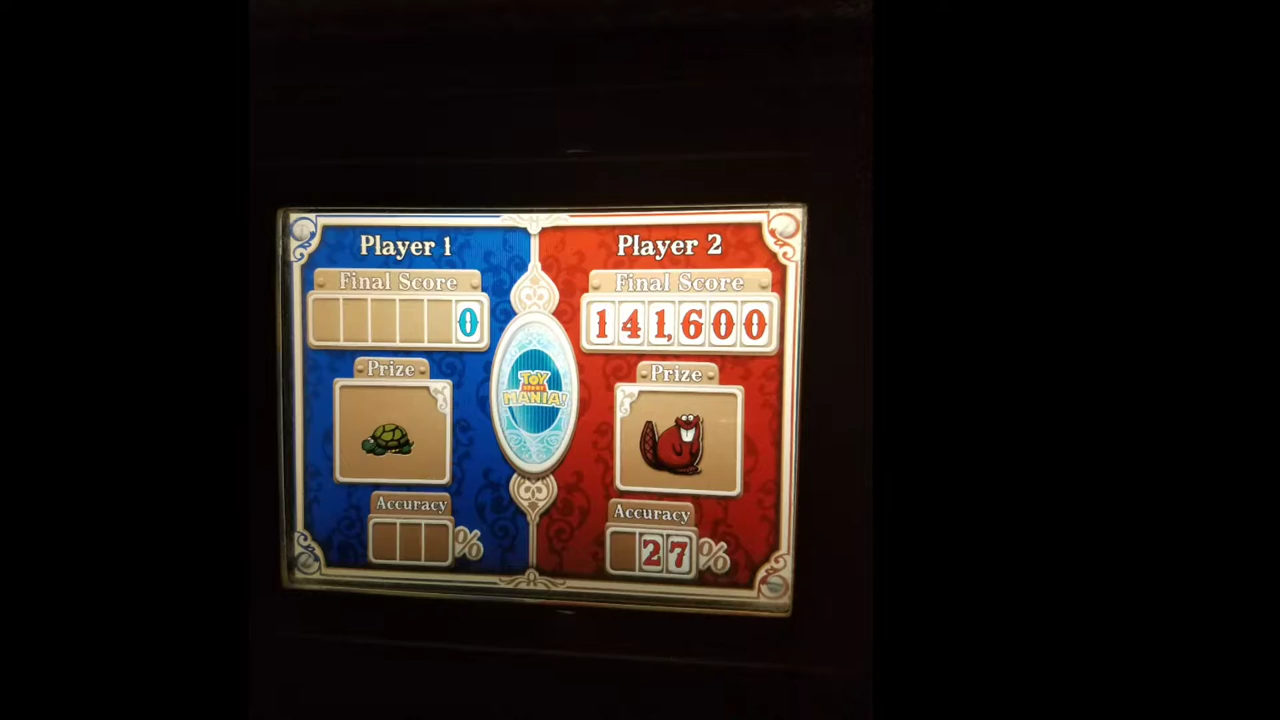 Player 1
Final Score
0
Prize
Accuracy
%
TOY
STORY
MANIA!
Player 2
Final Score
141,600
Prize
Accuracy
27%